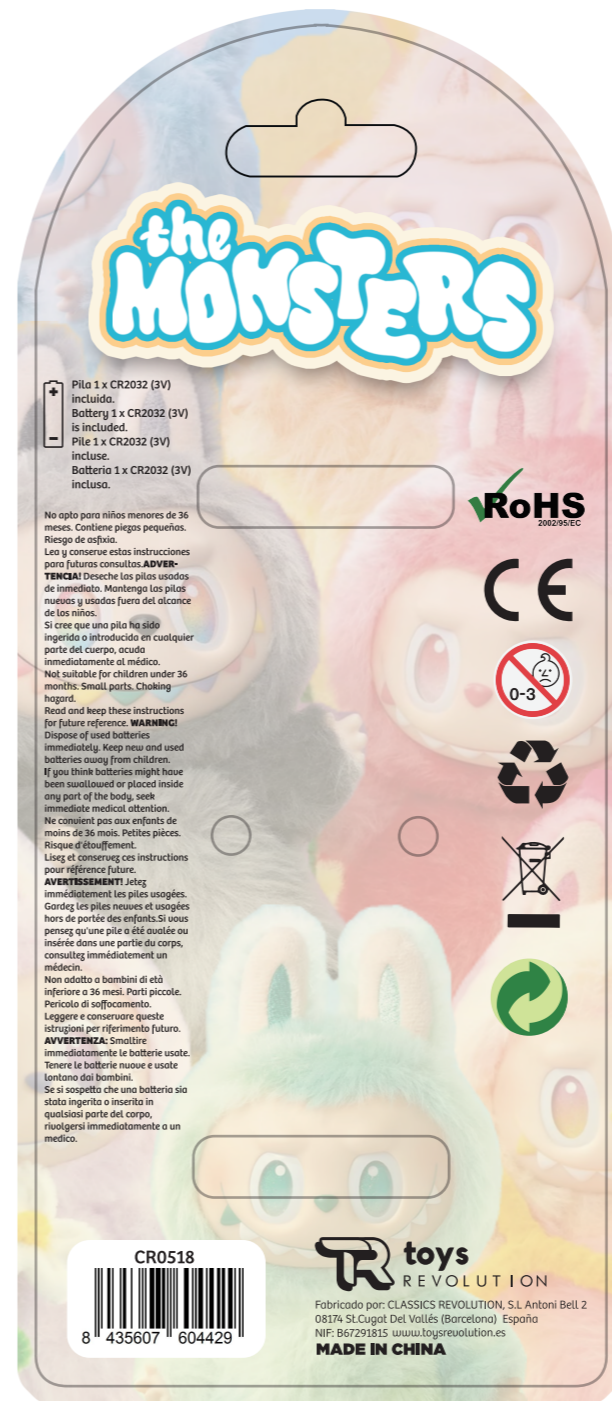 the
MONSTERS
Pila 1 x CR2032 (3V)
incluida.
Battery 1 x CR2032 (3V)
is included.
Pile 1 x CR2032 (3V)
incluse.
Batteria 1 x CR2032 (3V)
inclusa.
No apto para niños menores de 36
meses. Contiene piezas pequeñas.
Riesgo de asfixia.
Lea y conserve estas instrucciones
para futuras consultas.ADVER-
TENCIA! Deseche las pilas usadas
de inmediato. Mantenga las pilas
nuevas y usadas fuera del alcance
de los niños.
Si cree que una pila ha sido
ingerida o introducida en cualquier
parte del cuerpo, acuda
inmediatamente al médico.
Not suitable for children under 36
months. Small parts. Choking
hazard.
Read and keep these instructions
for future reference. WARNING!
Dispose of used batteries
immediately. Keep new and used
batteries away from children.
If you think batteries might have
been swallowed or placed inside
any part of the body, seek
immediate medical attention.
Ne convient pas aux enfants de
moins de 36 mois. Petites pièces.
Risque d'étouffement.
Lisez et conservez ces instructions
pour référence future.
AVERTISSEMENT! Jetez
immédiatement les piles usagées.
Gardez les piles neuves et usagées
hors de portée des enfants.Si vous
pensez qu'une pile a été avalée ou
insérée dans une partie du corps,
consultez immédiatement un
médecin.
Non adatto a bambini di età
inferiore a 36 mesi. Parti piccole.
Pericolo di soffocamento.
Leggere e conservare queste
istruzioni per riferimento futuro.
AVVERTENZA: Smaltire
immediatamente le batterie usate.
Tenere le batterie nuove e usate
lontano dai bambini.
Se si sospetta che una batteria sia
stata ingerita o inserita in
qualsiasi parte del corpo,
rivolgersi immediatamente a un
medico.
RoHS
2002/95/EC
CE
0-3
CR0518
8 435607 604429
TR toys
REVOLUTION
Fabricado por: CLASSICS REVOLUTION, S.L Antoni Bell 2
08174 St.Cugat Del Vallés (Barcelona) España
NIF: B67291815 www.toysrevolution.es
MADE IN CHINA